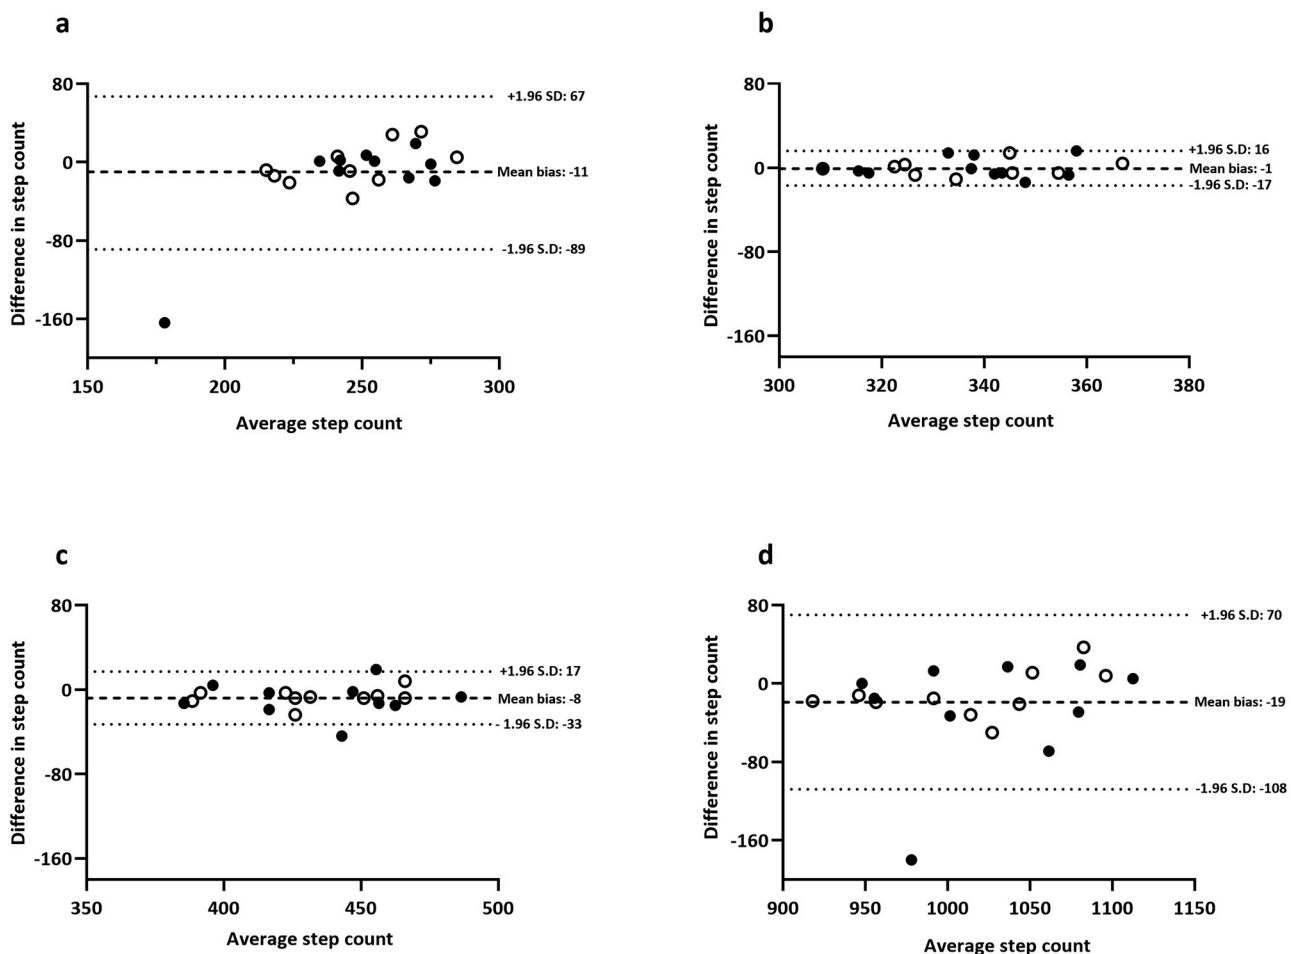 a
80
+1.96 SD: 67
0
Mean bias: -11
-80
-1.96 S.D: -89
-160
150 200 250 300
Average step count
Difference in step count
b
80
+1.96 S.D: 16
0
Mean bias: -1
-1.96 S.D: -17
-80
-160
300 320 340 360 380
Average step count
Difference in step count
c
80
+1.96 S.D: 17
0
Mean bias: -8
- 1.96 S.D: -33
-80
-160
350 400 450 500
Average step count
Difference in step count
d
80
+1.96 S.D: 70
0
Mean bias: -19
-80
-1.96 S.D: -108
-160
900 950 1000 1050 1100 1150
Average step count
Difference in step count